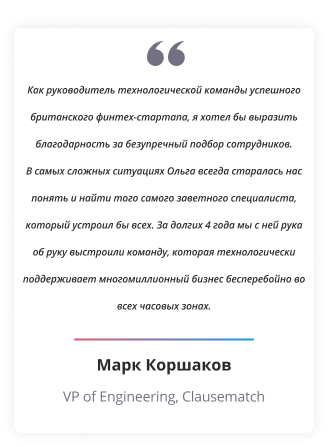 Как руководитель технологической команды успешного
британского финтех-стартапа, я хотел бы выразить
благодарность за безупречный подбор сотрудников.
В самых сложных ситуациях Ольга всегда старалась нас
понять и найти того самого заветного специалиста,
который устроил бы всех. За долгих 4 года мы с ней рука
об руку выстроили команду, которая технологически
поддерживает многомиллионный бизнес бесперебойно во
всех часовых зонах.
Марк Коршаков
VP of Engineering, Clausematch